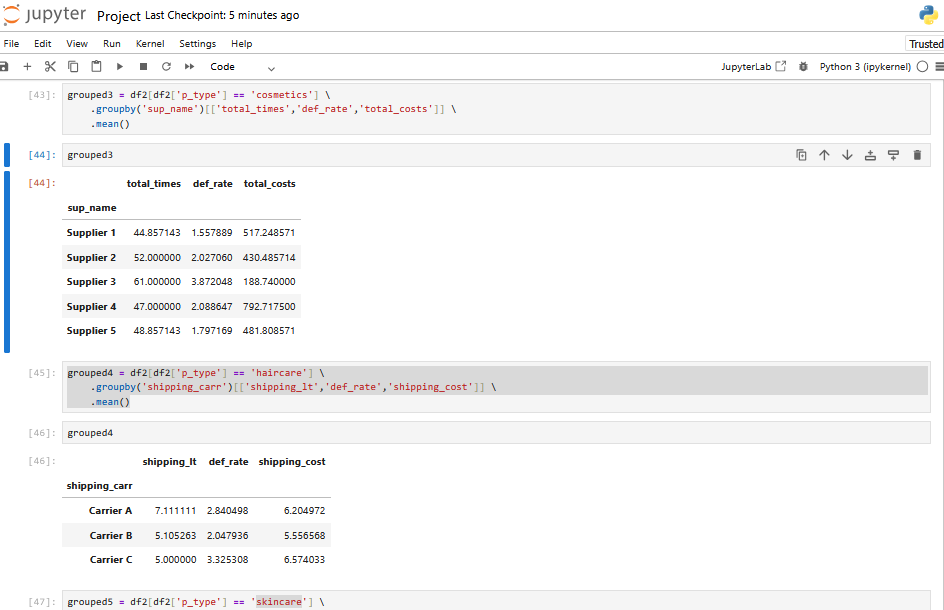 jupyter Project Last Checkpoint: 5 minutes ago
File Edit View Run Kernel Settings Help Trusted
Code JupyterLab Python 3 (ipykernel)
[43]: grouped3 = df2[df2['p_type'] == 'cosmetics'] \
.groupby('sup_name')[['total_times','def_rate','total_costs']] \
.mean()
[44]: grouped3
[44]: total_times def_rate total_costs
sup_name
Supplier 1 44.857143 1.557889 517.248571
Supplier 2 52.000000 2.027060 430.485714
Supplier 3 61.000000 3.872048 188.740000
Supplier 4 47.000000 2.088647 792.717500
Supplier 5 48.857143 1.797169 481.808571
[45]: grouped4 = df2[df2['p_type'] == 'haircare'] \
.groupby('shipping_carr')[['shipping_lt','def_rate','shipping_cost']] \
.mean()
[46]: grouped4
[46]: shipping_lt def_rate shipping_cost
shipping_carr
Carrier A 7.111111 2.840498 6.204972
Carrier B 5.105263 2.047936 5.556568
Carrier C 5.000000 3.325308 6.574033
[47]: grouped5 = df2[df2['p_type'] == 'skincare'] \